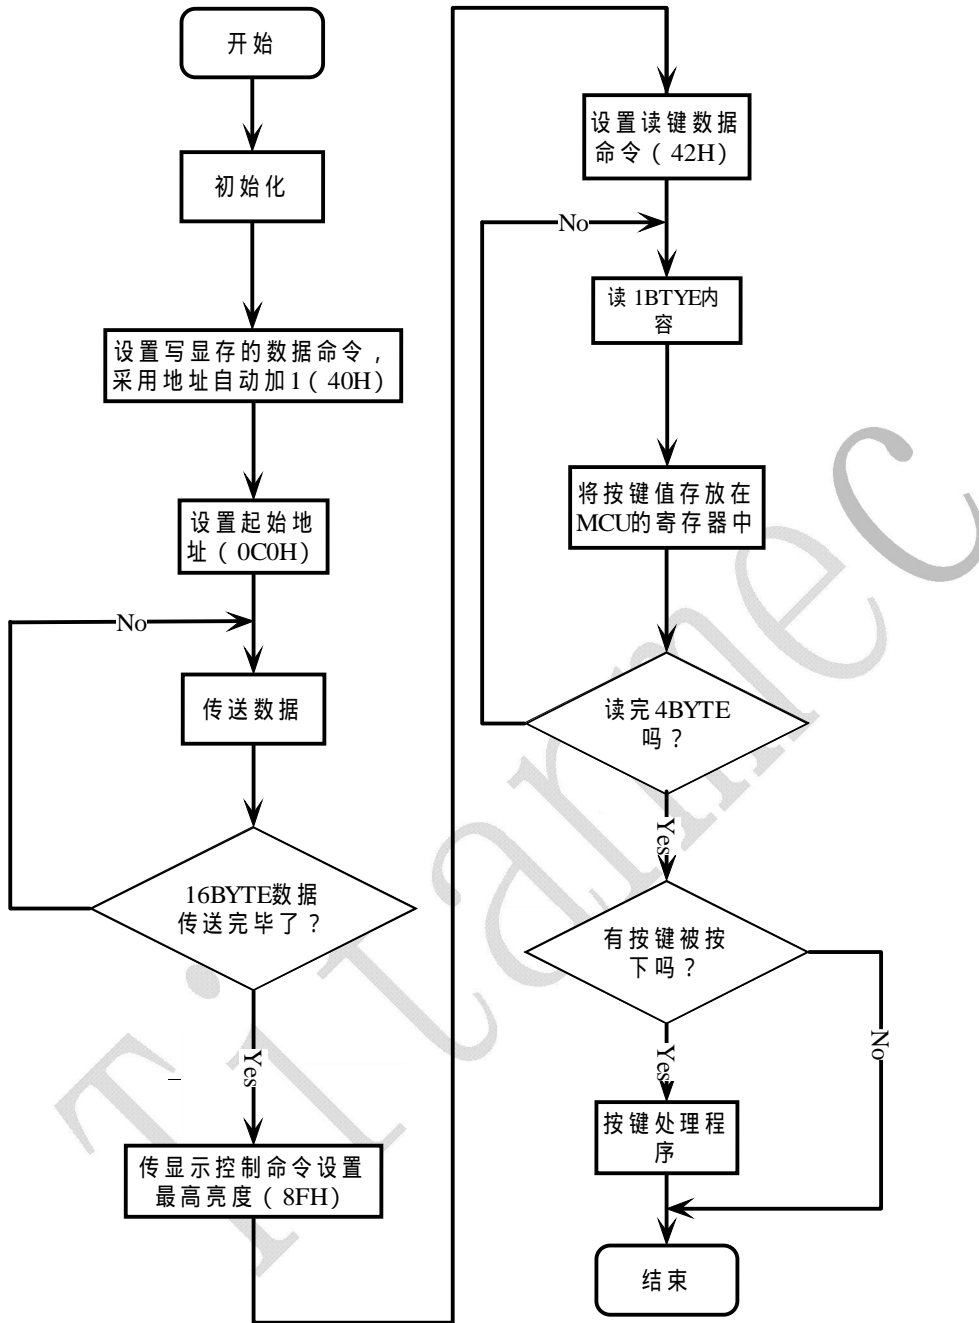 开始
初始化
设置写显存的数据命令，
采用地址自动加1（40H）
设置起始地
址（0C0H）
No
传送数据
16BYTE数据
传送完毕了？
Yes
传显示控制命令设置
最高亮度（8FH）
设置读键数据
命令（42H）
No
读1BTYE内
容
将按键值存放在
MCU的寄存器中
读完4BYTE
吗？
Yes
有按键被按
下吗？
No
Yes
按键处理程
序
结束
Titanmec